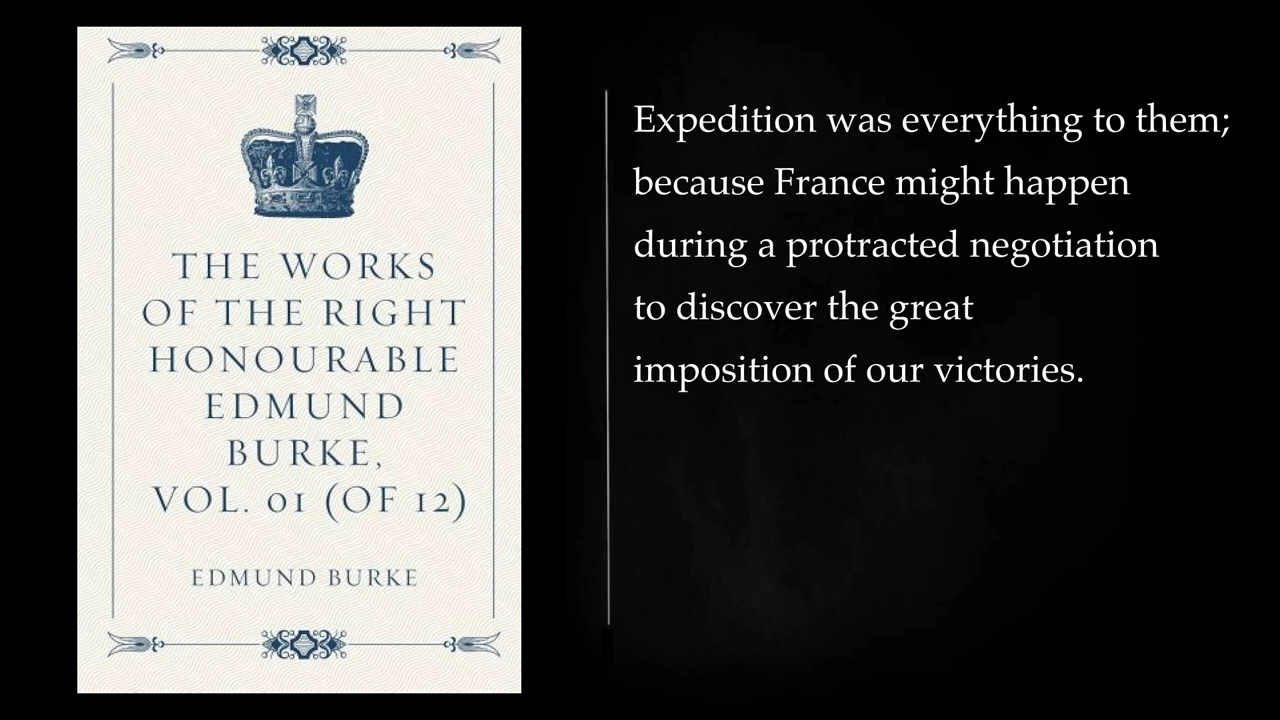 THE WORKS
OF THE RIGHT
HONOURABLE
EDMUND
BURKE,
VOL. 01 (OF 12)
EDMUND BURKE
Expedition was everything to them;
because France might happen
during a protracted negotiation
to discover the great
imposition of our victories.